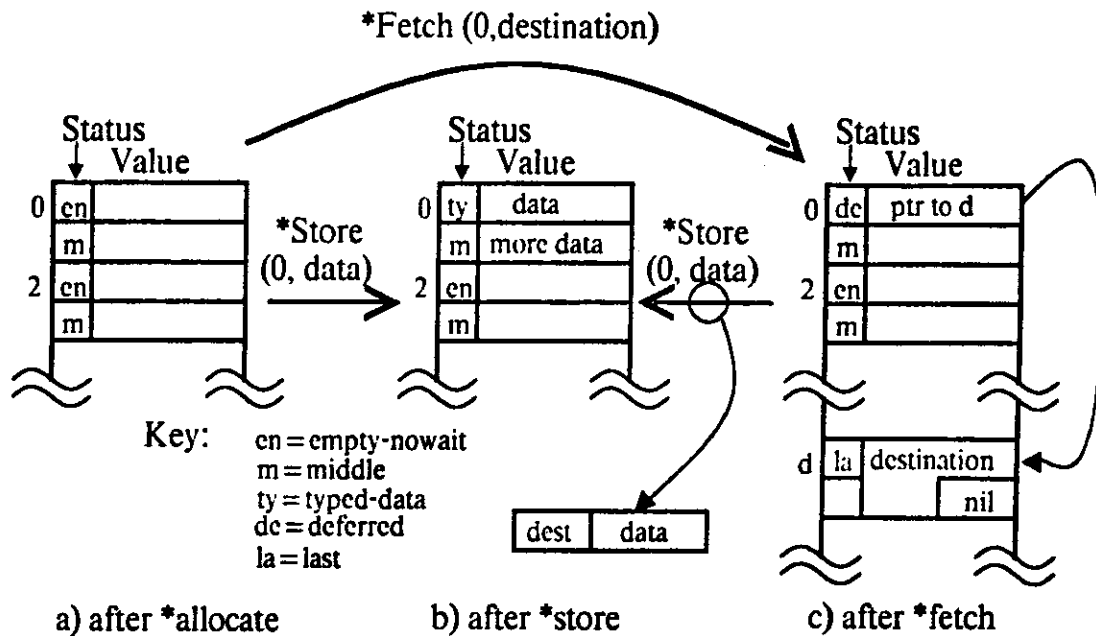 *Fetch (0,destination)
Status
Value
0 en
m
2 en
m
*Store
(0, data)
Status
Value
0 ty data
m more data
2 en
m
*Store
(0, data)
Status
Value
0 de ptr to d
m
2 en
m
d la destination
nil
Key:
en = empty-nowait
m = middle
ty = typed-data
de = deferred
la = last
dest data
a) after *allocate
b) after *store
c) after *fetch